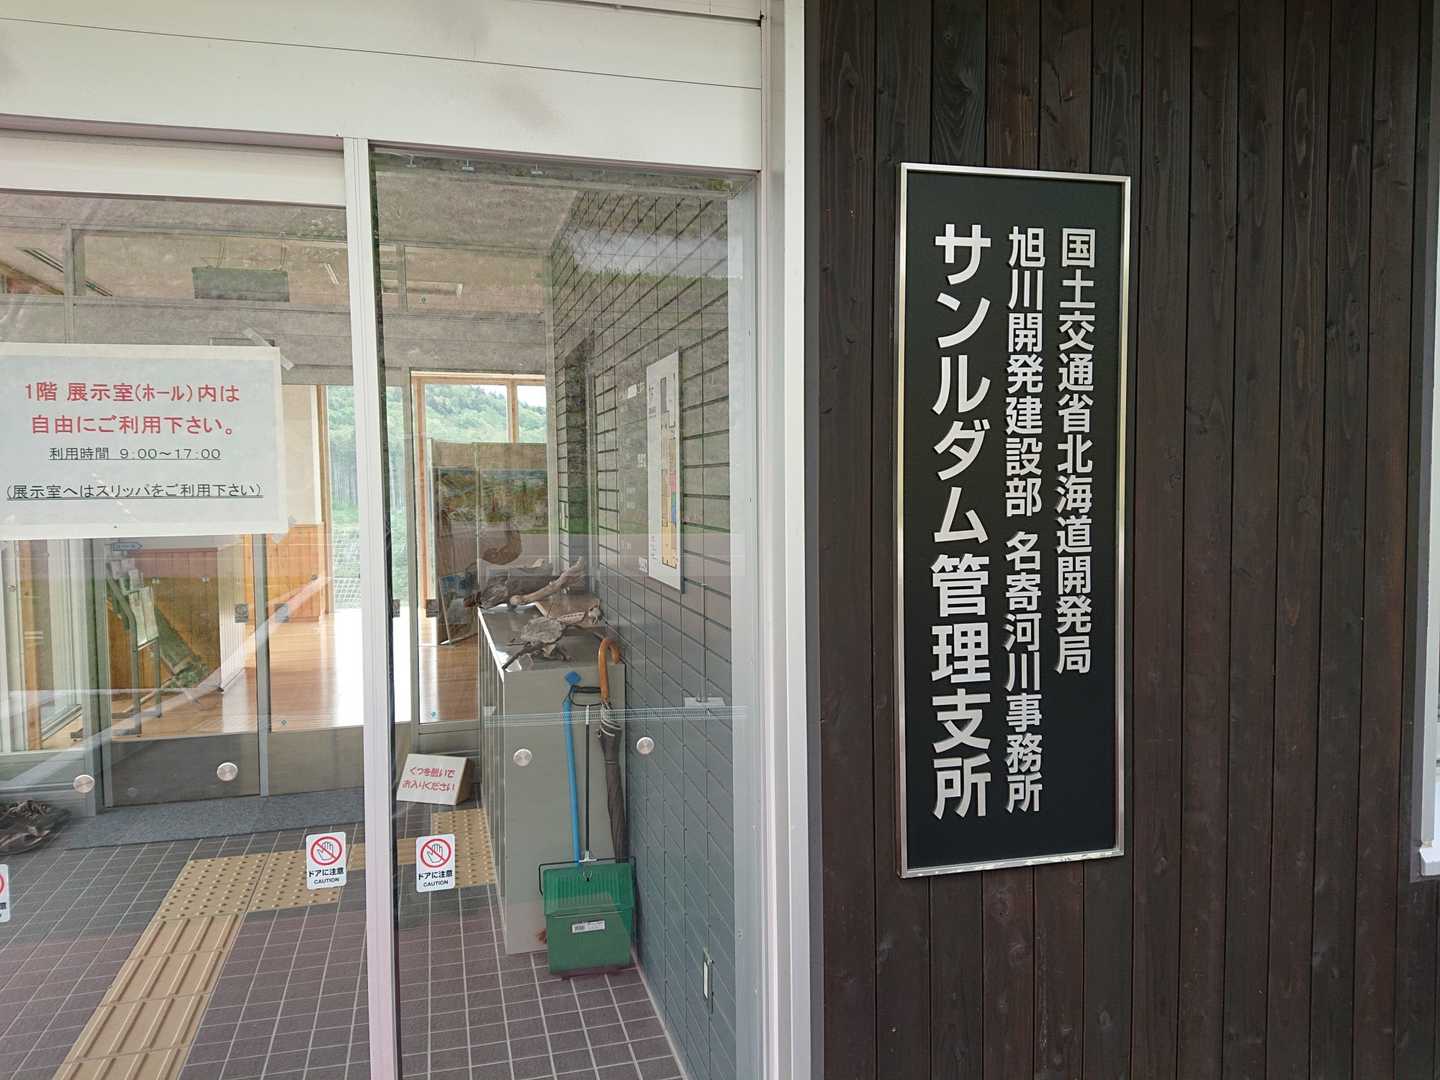 国土交通省北海道開発局
旭川開発建設部 名寄河川事務所
サンルダム管理支所
1階 展示室(ホール)内は
自由にご利用下さい。
利用時間 9:00~17:00
(展示室へはスリッパをご利用下さい)
くつを脱いで
お入りください
ドアに注意
CAUTION
ドアに注意
CAUTION